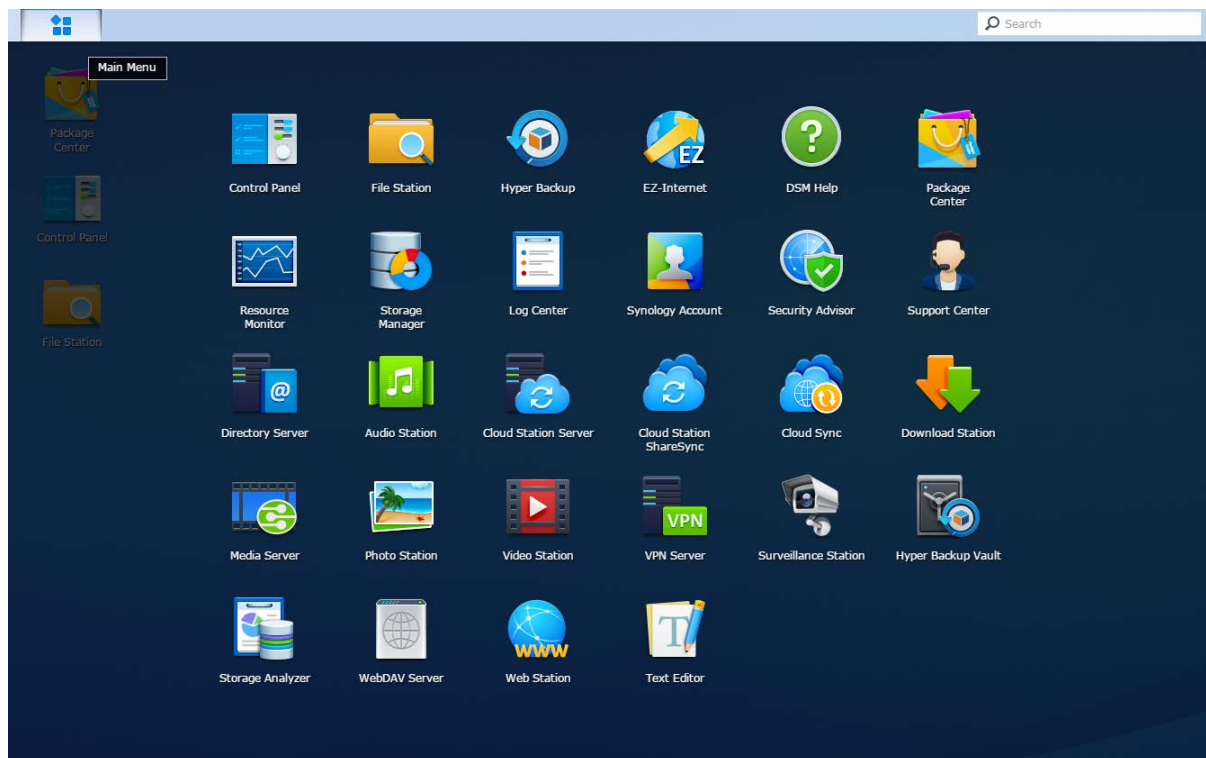 Search
Main Menu
Package
Center
Control Panel
File Station
Control Panel
File Station
Hyper Backup
EZ
EZ-Internet
?
DSM Help
Package
Center
Resource
Monitor
Storage
Manager
Log Center
Synology Account
Security Advisor
Support Center
@
Directory Server
Audio Station
Cloud Station Server
Cloud Station
ShareSync
Cloud Sync
Download Station
Media Server
Photo Station
Video Station
VPN
VPN Server
Surveillance Station
Hyper Backup Vault
Storage Analyzer
WebDAV Server
WWW
Web Station
T
Text Editor